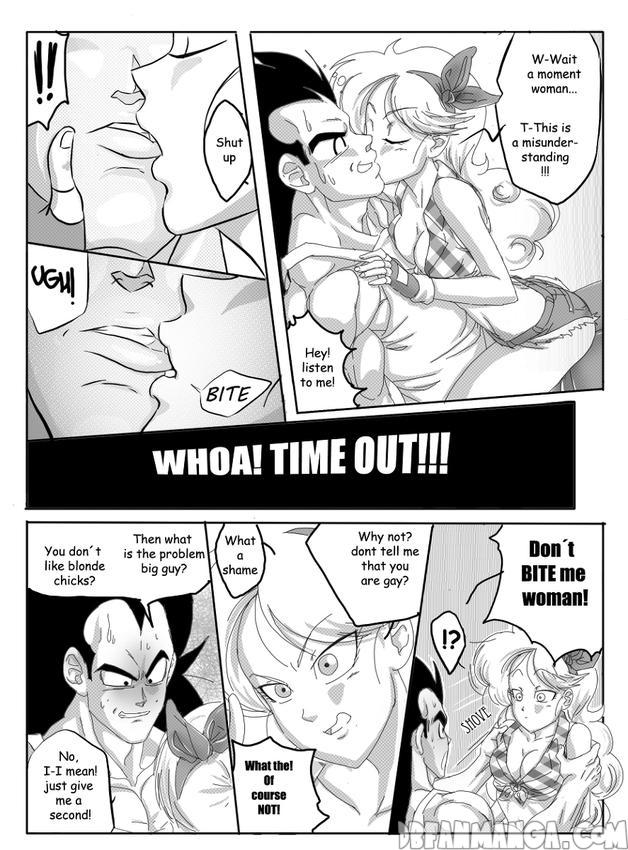 W-Wait
a moment
woman...
T-This is
a misunder-
standing
!!!
Hey!
listen
to me!
Shut
up
!!
BITE
UGH!
WHOA! TIME OUT!!!
Don´t
BITE me
woman!
!?
SHOVE
Why not?
dont tell me
that you
are gay?
What the!
Of
course
NOT!
What
a
shame
Then what
is the problem
big guy?
You don´t
like blonde
chicks?
No,
I-I mean!
just give
me a
second!
DBFANMANGA.COM